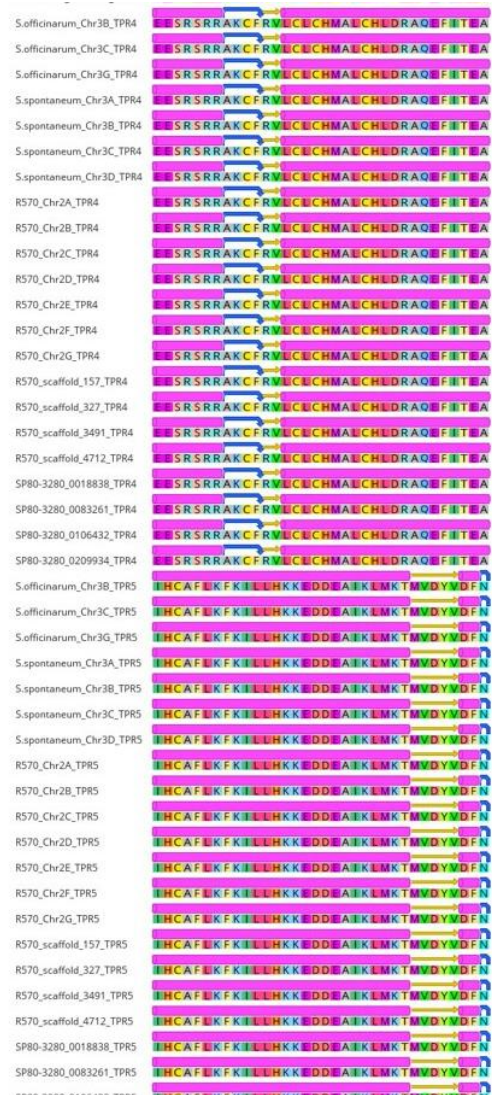 S.officinarum_Chr3B_TPR4 EESRSRRAKCFRVLCLCHMALCHLDRAQEFITEA
S.officinarum_Chr3C_TPR4 EESRSRRAKCFRVLCLCHMALCHLDRAQEFITEA
S.officinarum_Chr3G_TPR4 EESRSRRAKCFRVLCLCHMALCHLDRAQEFITEA
S.spontaneum_Chr3A_TPR4 EESRSRRAKCFRVLCLCHMALCHLDRAQEFITEA
S.spontaneum_Chr3B_TPR4 EESRSRRAKCFRVLCLCHMALCHLDRAQEFITEA
S.spontaneum_Chr3C_TPR4 EESRSRRAKCFRVLCLCHMALCHLDRAQEFITEA
S.spontaneum_Chr3D_TPR4 EESRSRRAKCFRVLCLCHMALCHLDRAQEFITEA
R570_Chr2A_TPR4 EESRSRRAKCFRVLCLCHMALCHLDRAQEFITEA
R570_Chr2B_TPR4 EESRSRRAKCFRVLCLCHMALCHLDRAQEFITEA
R570_Chr2C_TPR4 EESRSRRAKCFRVLCLCHMALCHLDRAQEFITEA
R570_Chr2D_TPR4 EESRSRRAKCFRVLCLCHMALCHLDRAQEFITEA
R570_Chr2E_TPR4 EESRSRRAKCFRVLCLCHMALCHLDRAQEFITEA
R570_Chr2F_TPR4 EESRSRRAKCFRVLCLCHMALCHLDRAQEFITEA
R570_Chr2G_TPR4 EESRSRRAKCFRVLCLCHMALCHLDRAQEFITEA
R570_scaffold_157_TPR4 EESRSRRAKCFRVLCLCHMALCHLDRAQEFITEA
R570_scaffold_327_TPR4 EESRSRRAKCFRVLCLCHMALCHLDRAQEFITEA
R570_scaffold_3491_TPR4 EESRSRRAKCFRVLCLCHMALCHLDRAQEFITEA
R570_scaffold_4712_TPR4 EESRSRRAKCFRVLCLCHMALCHLDRAQEFITEA
SP80-3280_0018838_TPR4 EESRSRRAKCFRVLCLCHMALCHLDRAQEFITEA
SP80-3280_0083261_TPR4 EESRSRRAKCFRVLCLCHMALCHLDRAQEFITEA
SP80-3280_0106432_TPR4 EESRSRRAKCFRVLCLCHMALCHLDRAQEFITEA
SP80-3280_0209934_TPR4 EESRSRRAKCFRVLCLCHMALCHLDRAQEFITEA
S.officinarum_Chr3B_TPR5 IHCAFLKFKILLHKKEDDEAIKLMKTMVDYVDFN
S.officinarum_Chr3C_TPR5 IHCAFLKFKILLHKKEDDEAIKLMKTMVDYVDFN
S.officinarum_Chr3G_TPR5 IHCAFLKFKILLHKKEDDEAIKLMKTMVDYVDFN
S.spontaneum_Chr3A_TPR5 IHCAFLKFKILLHKKEDDEAIKLMKTMVDYVDFN
S.spontaneum_Chr3B_TPR5 IHCAFLKFKILLHKKEDDEAIKLMKTMVDYVDFN
S.spontaneum_Chr3C_TPR5 IHCAFLKFKILLHKKEDDEAIKLMKTMVDYVDFN
S.spontaneum_Chr3D_TPR5 IHCAFLKFKILLHKKEDDEAIKLMKTMVDYVDFN
R570_Chr2A_TPR5 IHCAFLKFKILLHKKEDDEAIKLMKTMVDYVDFN
R570_Chr2B_TPR5 IHCAFLKFKILLHKKEDDEAIKLMKTMVDYVDFN
R570_Chr2C_TPR5 IHCAFLKFKILLHKKEDDEAIKLMKTMVDYVDFN
R570_Chr2D_TPR5 IHCAFLKFKILLHKKEDDEAIKLMKTMVDYVDFN
R570_Chr2E_TPR5 IHCAFLKFKILLHKKEDDEAIKLMKTMVDYVDFN
R570_Chr2F_TPR5 IHCAFLKFKILLHKKEDDEAIKLMKTMVDYVDFN
R570_Chr2G_TPR5 IHCAFLKFKILLHKKEDDEAIKLMKTMVDYVDFN
R570_scaffold_157_TPR5 IHCAFLKFKILLHKKEDDEAIKLMKTMVDYVDFN
R570_scaffold_327_TPR5 IHCAFLKFKILLHKKEDDEAIKLMKTMVDYVDFN
R570_scaffold_3491_TPR5 IHCAFLKFKILLHKKEDDEAIKLMKTMVDYVDFN
R570_scaffold_4712_TPR5 IHCAFLKFKILLHKKEDDEAIKLMKTMVDYVDFN
SP80-3280_0018838_TPR5 IHCAFLKFKILLHKKEDDEAIKLMKTMVDYVDFN
SP80-3280_0083261_TPR5 IHCAFLKFKILLHKKEDDEAIKLMKTMVDYVDFN